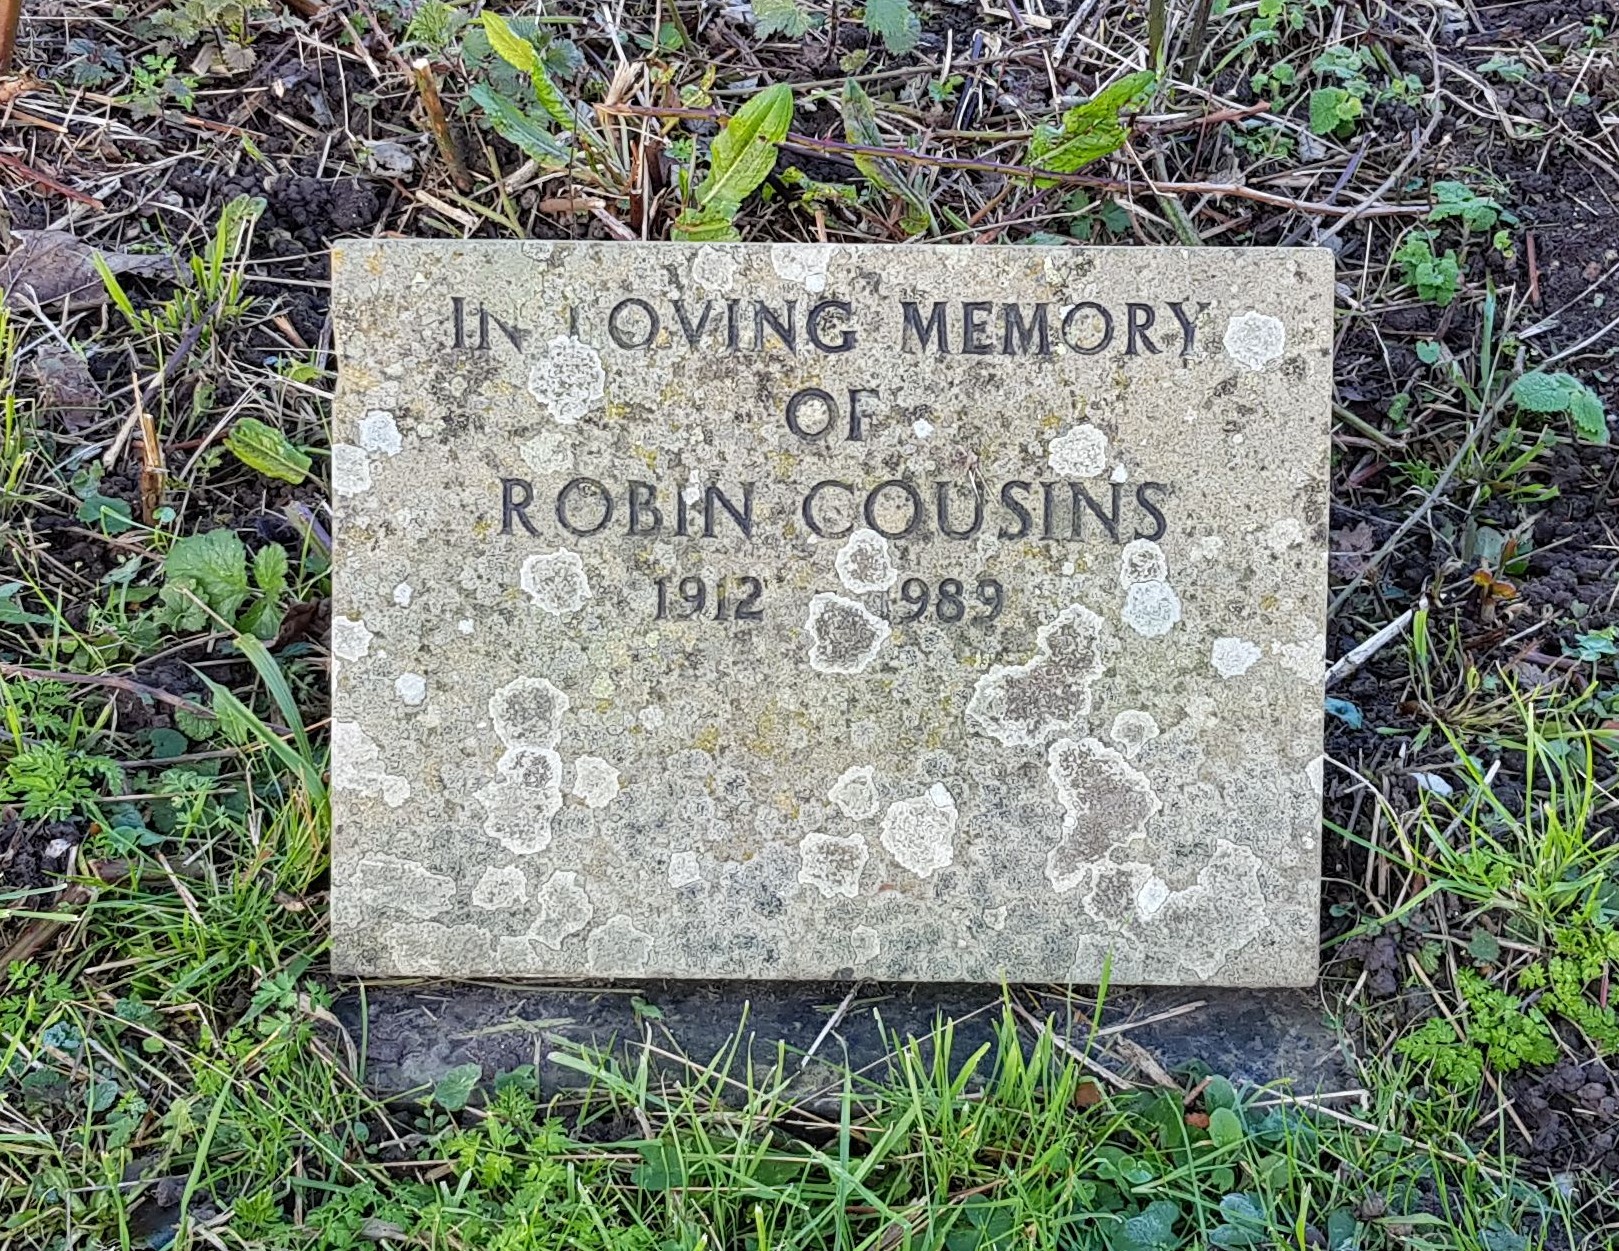 IN LOVING MEMORY
OF
ROBIN COUSINS
1912 1989